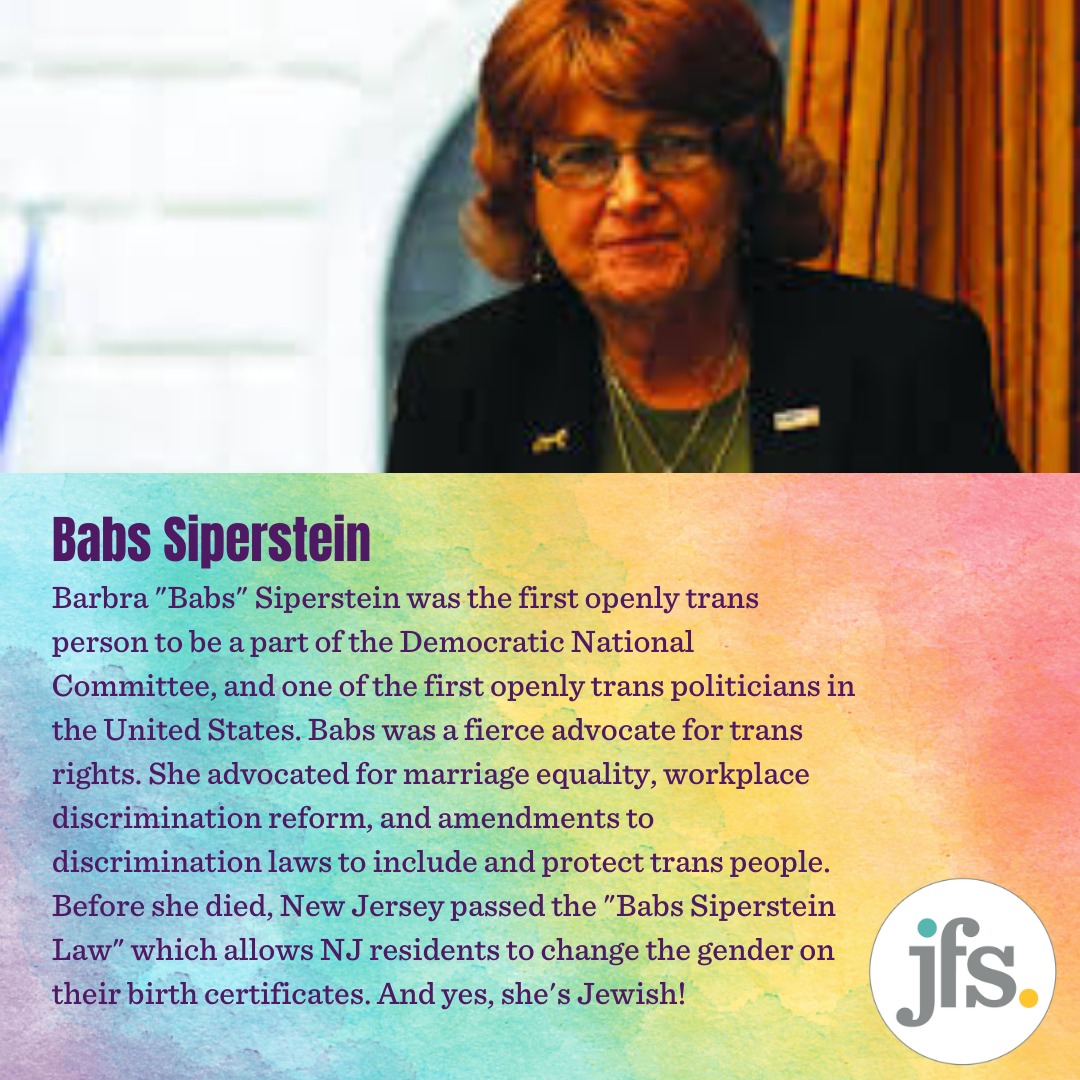 Babs Siperstein
Barbra "Babs" Siperstein was the first openly trans
person to be a part of the Democratic National
Committee, and one of the first openly trans politicians in
the United States. Babs was a fierce advocate for trans
rights. She advocated for marriage equality, workplace
discrimination reform, and amendments to
discrimination laws to include and protect trans people.
Before she died, New Jersey passed the "Babs Siperstein
Law" which allows NJ residents to change the gender on
their birth certificates. And yes, she's Jewish!
jfs.